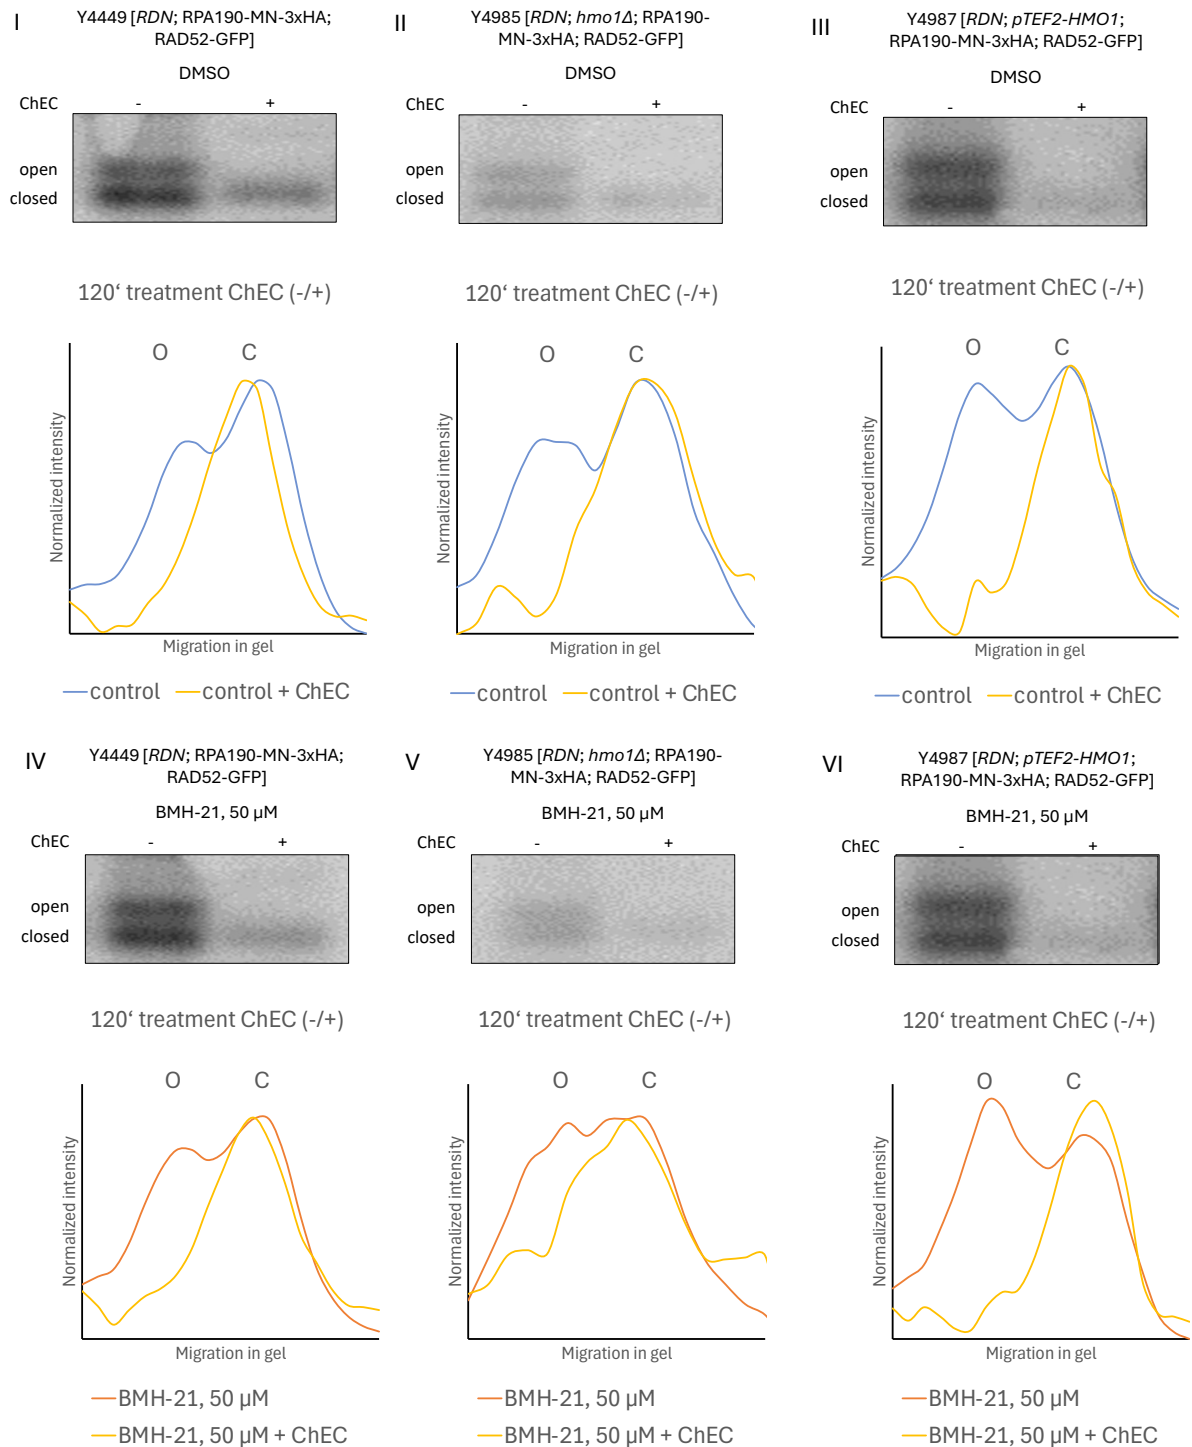 I
Y4449 [RDN; RPA190-MN-3xHA;
RAD52-GFP]
DMSO
ChEC - +
open
closed
120‘ treatment ChEC (-/+)
O C
Normalized intensity
Migration in gel
control control + ChEC
II
Y4985 [RDN; hmo1Δ; RPA190-
MN-3xHA; RAD52-GFP]
DMSO
ChEC - +
open
closed
120‘ treatment ChEC (-/+)
O C
Normalized intensity
Migration in gel
control control + ChEC
III
Y4987 [RDN; pTEF2-HMO1;
RPA190-MN-3xHA; RAD52-GFP]
DMSO
ChEC - +
open
closed
120‘ treatment ChEC (-/+)
O C
Normalized intensity
Migration in gel
control control + ChEC
IV
Y4449 [RDN; RPA190-MN-3xHA;
RAD52-GFP]
BMH-21, 50 µM
ChEC - +
open
closed
120‘ treatment ChEC (-/+)
O C
Normalized intensity
Migration in gel
BMH-21, 50 µM
BMH-21, 50 µM + ChEC
V
Y4985 [RDN; hmo1Δ; RPA190-
MN-3xHA; RAD52-GFP]
BMH-21, 50 µM
ChEC - +
open
closed
120‘ treatment ChEC (-/+)
O C
Normalized intensity
Migration in gel
BMH-21, 50 µM
BMH-21, 50 µM + ChEC
VI
Y4987 [RDN; pTEF2-HMO1;
RPA190-MN-3xHA; RAD52-GFP]
BMH-21, 50 µM
ChEC - +
open
closed
120‘ treatment ChEC (-/+)
O C
Normalized intensity
Migration in gel
BMH-21, 50 µM
BMH-21, 50 µM + ChEC